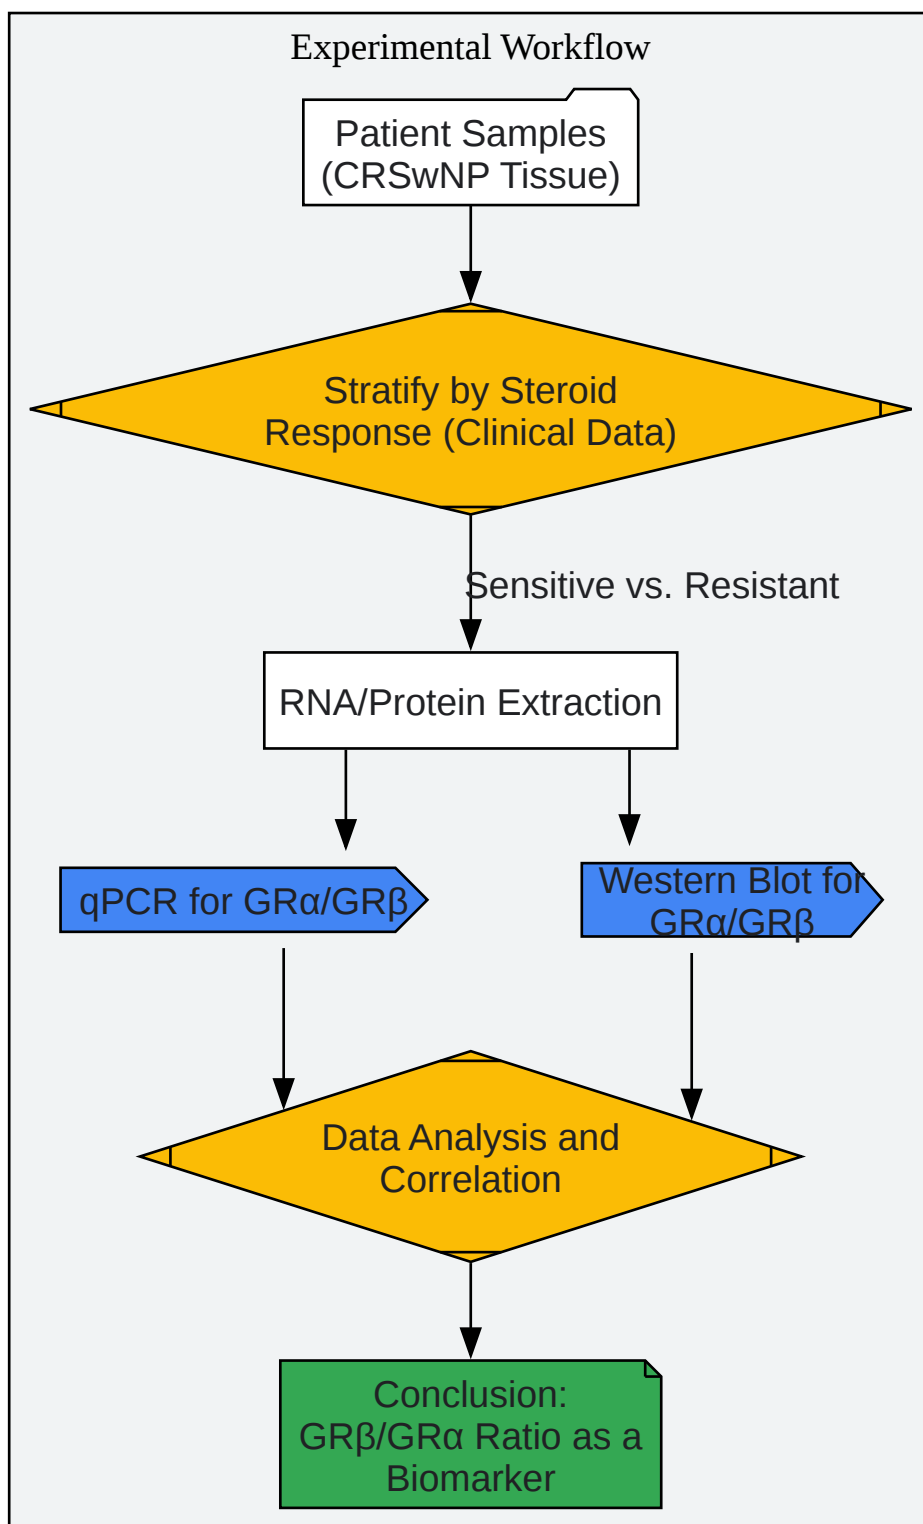 Experimental Workflow
Patient Samples
(CRSwNP Tissue)
Stratify by Steroid
Response (Clinical Data)
Sensitive vs. Resistant
RNA/Protein Extraction
qPCR for GRα/GRβ
Western Blot for
GRα/GRβ
Data Analysis and
Correlation
Conclusion:
GRβ/GRα Ratio as a
Biomarker